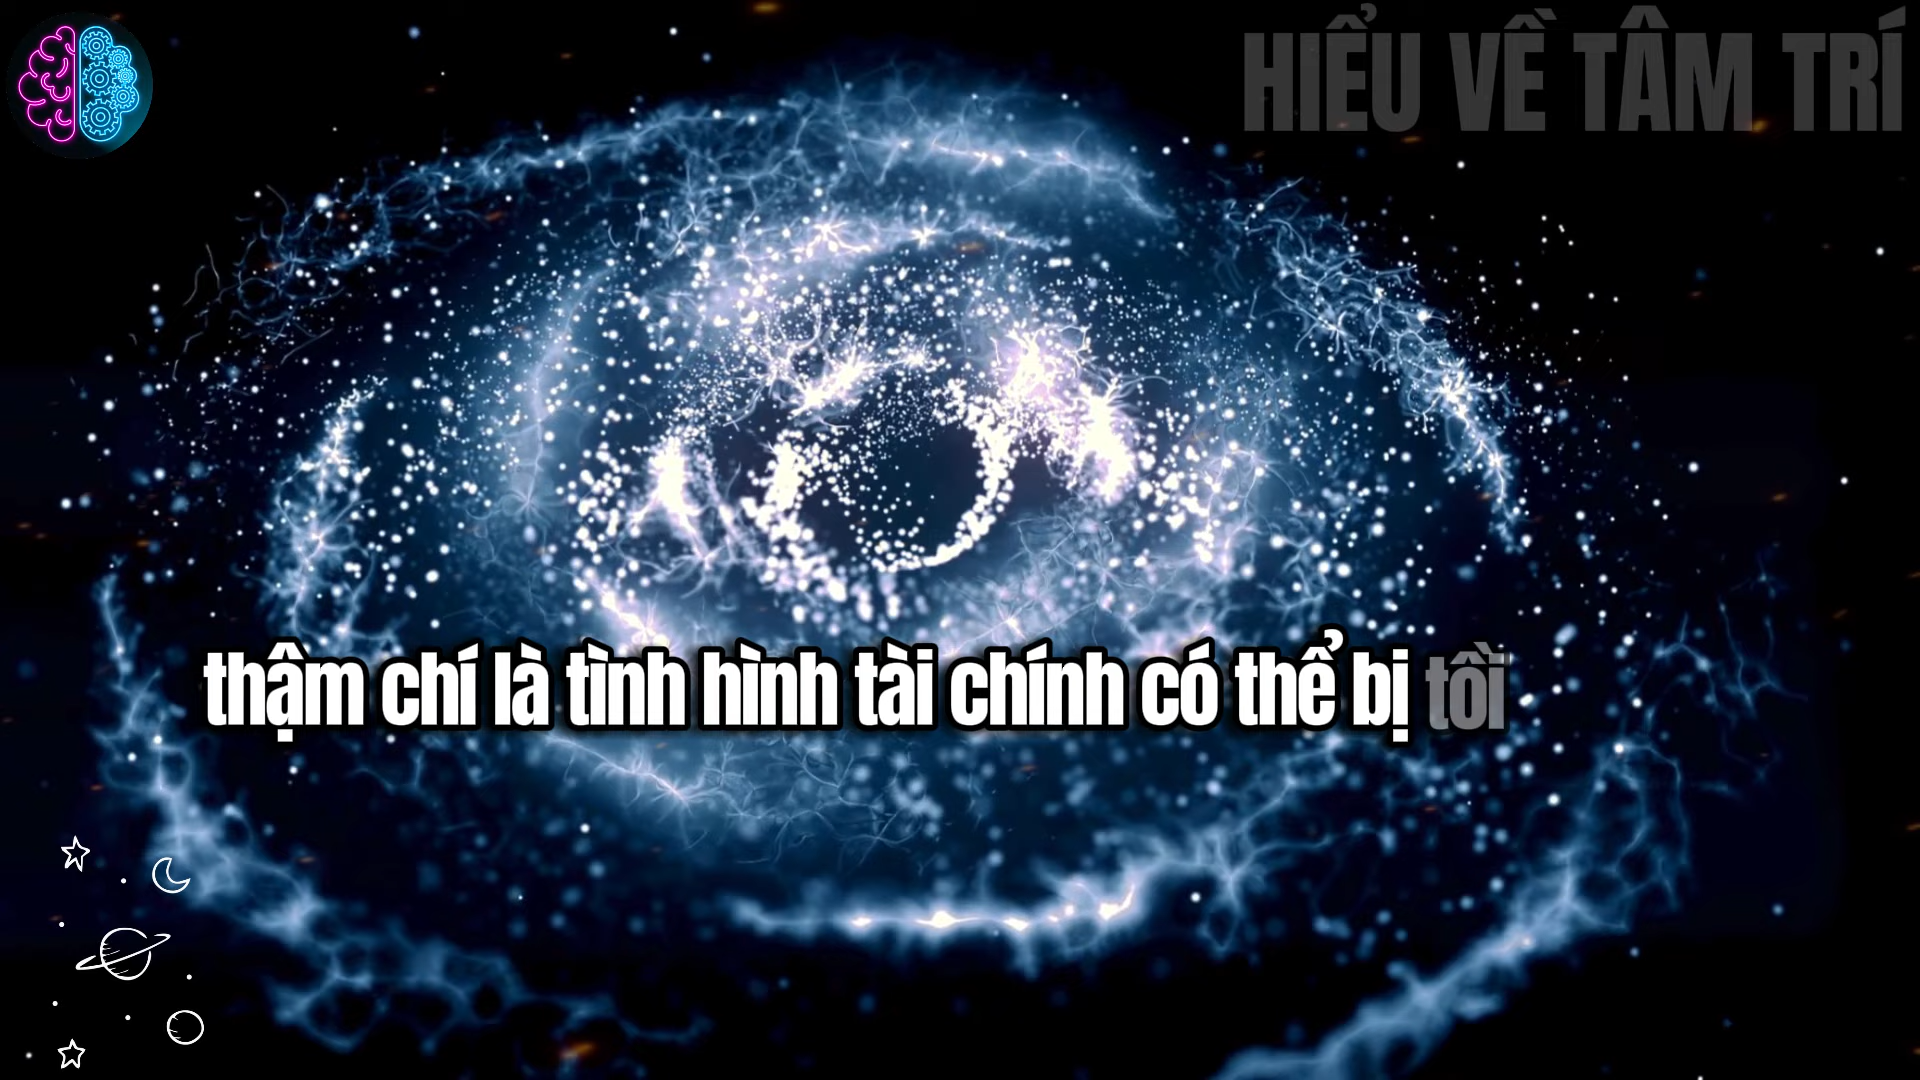 HIỂU VỀ TÂM TRÍ
thậm chí là tình hình tài chính có thể bị tồi